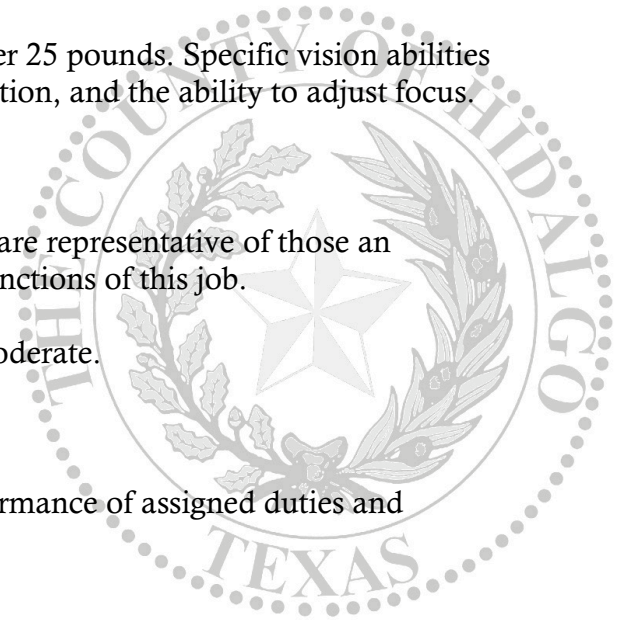 er 25 pounds. Specific vision abilities
tion, and the ability to adjust focus.
are representative of those an
nctions of this job.
oderate.
rmance of assigned duties and
THE COUNTY OF HIDALGO
TEXAS